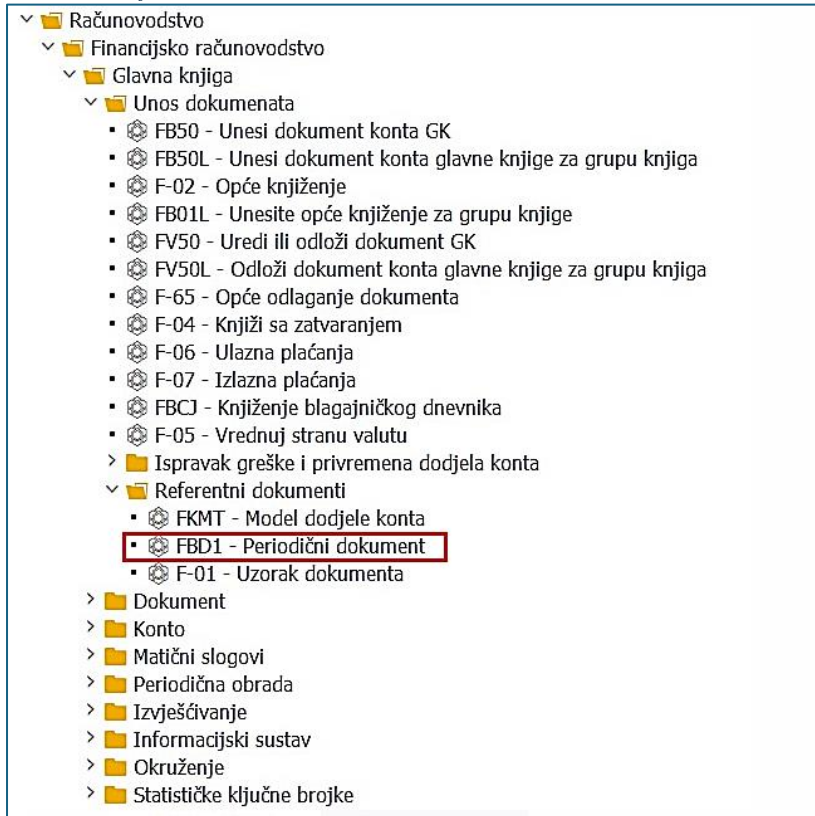 Računovodstvo
Financijsko računovodstvo
Glavna knjiga
Unos dokumenata
FB50 - Unesi dokument konta GK
FB50L - Unesi dokument konta glavne knjige za grupu knjiga
F-02 - Opće knjiženje
FB01L - Unesite opće knjiženje za grupu knjige
FV50 - Uredi ili odloži dokument GK
FV50L - Odloži dokument konta glavne knjige za grupu knjiga
F-65 - Opće odlaganje dokumenta
F-04 - Knjiži sa zatvaranjem
F-06 - Ulazna plaćanja
F-07 - Izlazna plaćanja
FBCJ - Knjiženje blagajničkog dnevnika
F-05 - Vrednuj stranu valutu
Ispravak greške i privremena dodjela konta
Referentni dokumenti
FKMT - Model dodjele konta
FBD1 - Periodični dokument
F-01 - Uzorak dokumenta
Dokument
Konto
Matični slogovi
Periodična obrada
Izvješćivanje
Informacijski sustav
Okruženje
Statističke ključne brojke